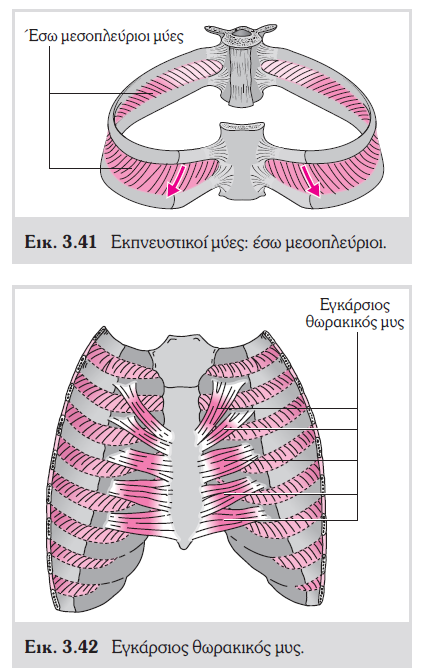 Έσω μεσοπλεύριοι μύες
Εικ. 3.41 Εκπνευστικοί μύες: έσω μεσοπλεύριοι.
Εγκάρσιος
θωρακικός μυς
Εικ. 3.42 Εγκάρσιος θωρακικός μυς.